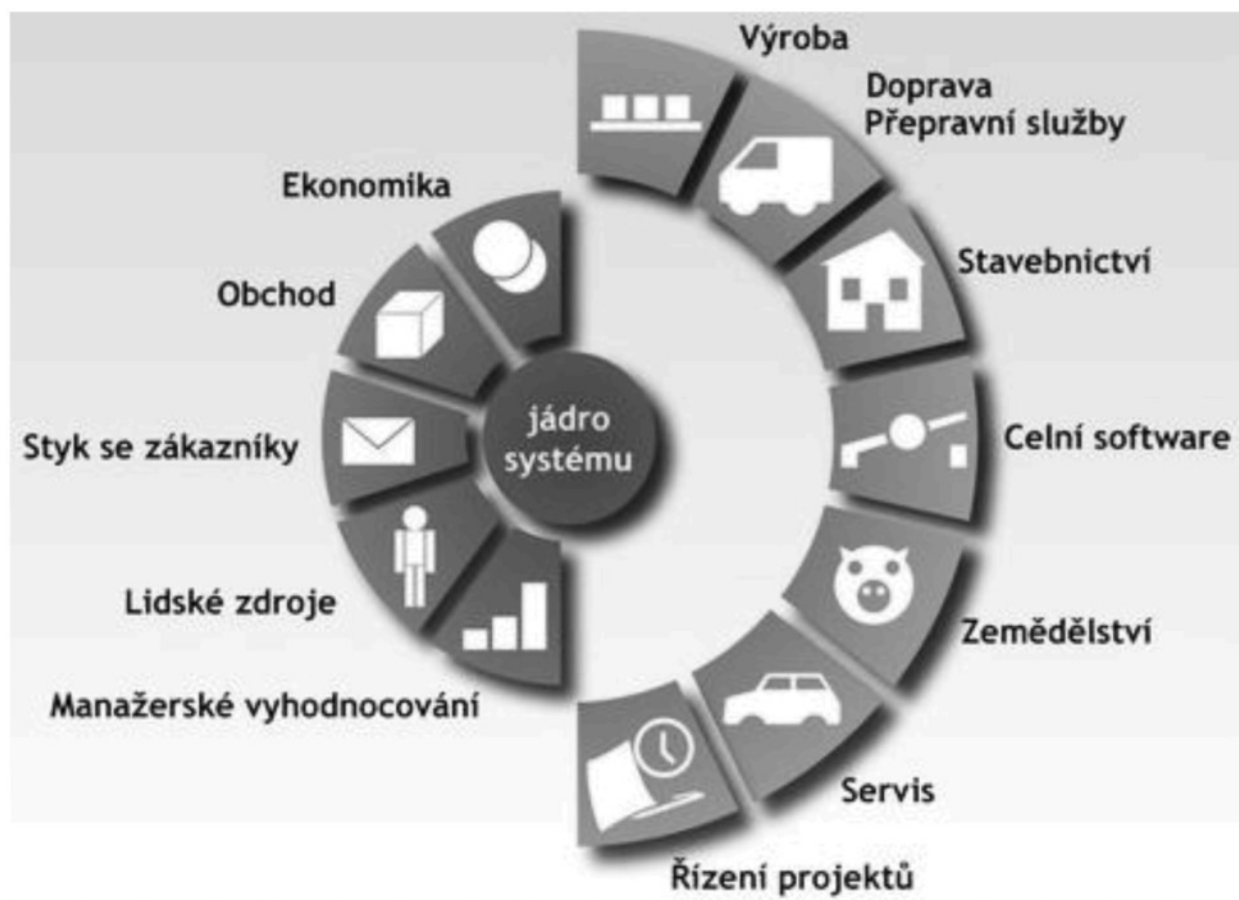 Výroba
Doprava
Přepravní služby
Ekonomika
Stavebnictví
Obchod
jádro
systému
Celní software
Styk se zákazníky
Lidské zdroje
Zemědělství
Manažerské vyhodnocování
Servis
Řízení projektů